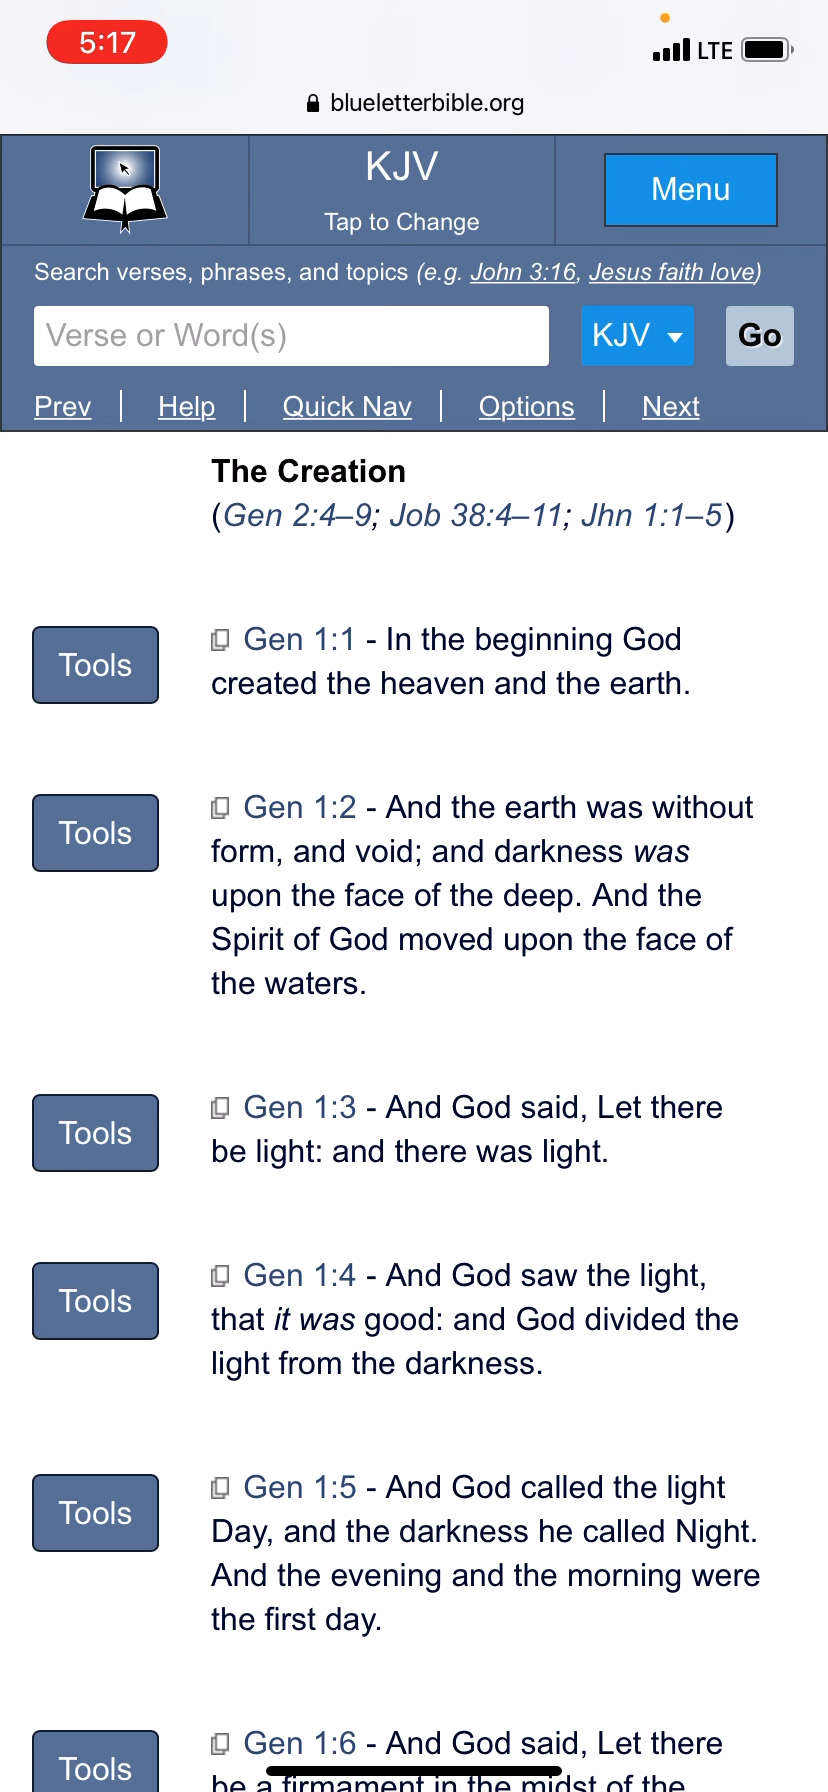 5:17
LTE
blueletterbible.org
KJV
Tap to Change
Menu
Search verses, phrases, and topics (e.g. John 3:16, Jesus faith love)
Verse or Word(s)
KJV
Go
Prev | Help | Quick Nav | Options | Next
The Creation
(Gen 2:4–9; Job 38:4–11; Jhn 1:1–5)
Tools
Gen 1:1 - In the beginning God
created the heaven and the earth.
Tools
Gen 1:2 - And the earth was without
form, and void; and darkness was
upon the face of the deep. And the
Spirit of God moved upon the face of
the waters.
Tools
Gen 1:3 - And God said, Let there
be light: and there was light.
Tools
Gen 1:4 - And God saw the light,
that it was good: and God divided the
light from the darkness.
Tools
Gen 1:5 - And God called the light
Day, and the darkness he called Night.
And the evening and the morning were
the first day.
Tools
Gen 1:6 - And God said, Let there
be a firmament in the midst of the